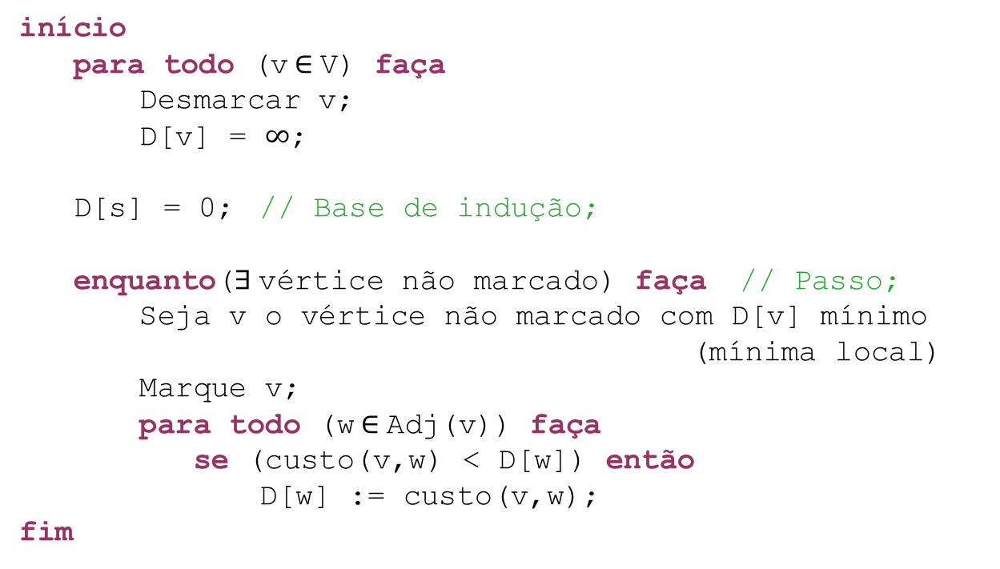 início
para todo (v∈V) faça
Desmarcar v;
D[v] = ∞;
D[s] = 0; // Base de indução;
enquanto(∃ vértice não marcado) faça // Passo;
Seja v o vértice não marcado com D[v] mínimo
(mínima local)
Marque v;
para todo (w∈Adj(v)) faça
se (custo(v,w) < D[w]) então
D[w] := custo(v,w);
fim